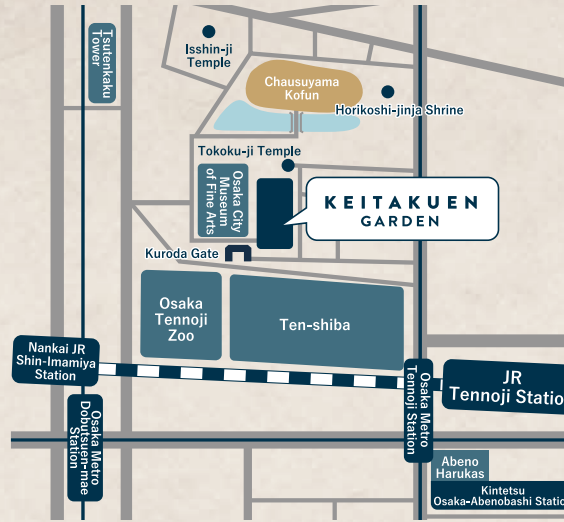 Tsutenkaku
Tower
Isshin-ji
Temple
Chausuyama
Kofun
Horikoshi-jinja Shrine
Tokoku-ji Temple
Osaka City
Museum
of Fine Arts
KEITAKUEN
GARDEN
Kuroda Gate
Osaka
Tennoji
Zoo
Ten-shiba
Nankai JR
Shin-Imamiya
Station
Osaka Metro
Tennoji Station
JR
Tennoji Statio
Osaka Metro
Dobutsuen-mae
Station
Abeno
Harukas
Kintetsu
Osaka-Abenobashi Statio